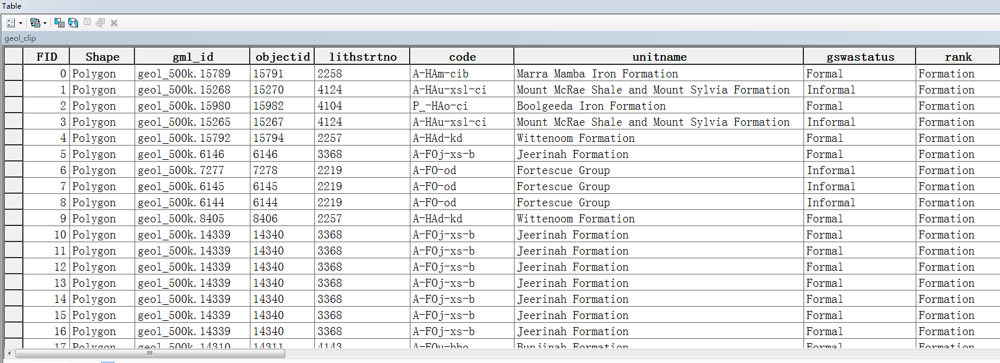 Table
geol_clip
FID Shape gml_id objectid lithstrtno code unitname gswastatus rank
0 Polygon geol_500k.15789 15791 2258 A-HAm-cib Marra Mamba Iron Formation Formal Formation
1 Polygon geol_500k.15268 15270 4124 A-HAu-xsl-ci Mount McRae Shale and Mount Sylvia Formation Informal Formation
2 Polygon geol_500k.15980 15982 4104 P_-HAo-ci Boolgeeda Iron Formation Formal Formation
3 Polygon geol_500k.15265 15267 4124 A-HAu-xsl-ci Mount McRae Shale and Mount Sylvia Formation Informal Formation
4 Polygon geol_500k.15792 15794 2257 A-HAd-kd Wittenoom Formation Formal Formation
5 Polygon geol_500k.6146 6146 3368 A-FOj-xs-b Jeerinah Formation Formal Formation
6 Polygon geol_500k.7277 7278 2219 A-FO-od Fortescue Group Informal Formation
7 Polygon geol_500k.6145 6145 2219 A-FO-od Fortescue Group Informal Formation
8 Polygon geol_500k.6144 6144 2219 A-FO-od Fortescue Group Informal Formation
9 Polygon geol_500k.8405 8406 2257 A-HAd-kd Wittenoom Formation Formal Formation
10 Polygon geol_500k.14339 14340 3368 A-FOj-xs-b Jeerinah Formation Formal Formation
11 Polygon geol_500k.14339 14340 3368 A-FOj-xs-b Jeerinah Formation Formal Formation
12 Polygon geol_500k.14339 14340 3368 A-FOj-xs-b Jeerinah Formation Formal Formation
13 Polygon geol_500k.14339 14340 3368 A-FOj-xs-b Jeerinah Formation Formal Formation
14 Polygon geol_500k.14339 14340 3368 A-FOj-xs-b Jeerinah Formation Formal Formation
15 Polygon geol_500k.14339 14340 3368 A-FOj-xs-b Jeerinah Formation Formal Formation
16 Polygon geol_500k.14339 14340 3368 A-FOj-xs-b Jeerinah Formation Formal Formation
17 Polygon geol_500k.14310 14311 4143 Bunjinah Formation Formal Formation